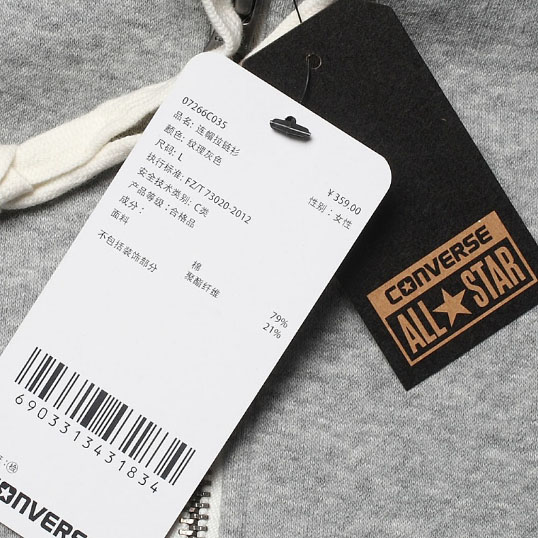 07266C035
品名: 连帽拉链衫
颜色: 纹理灰色
尺码: L
执行标准: FZ/T 73020-2012
安全技术类别: C类
产品等级: 合格品
¥359.00
性别: 女性
成分:
面料
棉 79%
聚酯纤维 21%
不包括装饰部分
6903313431834
CONVERSE
CONVERSE
ALL STAR